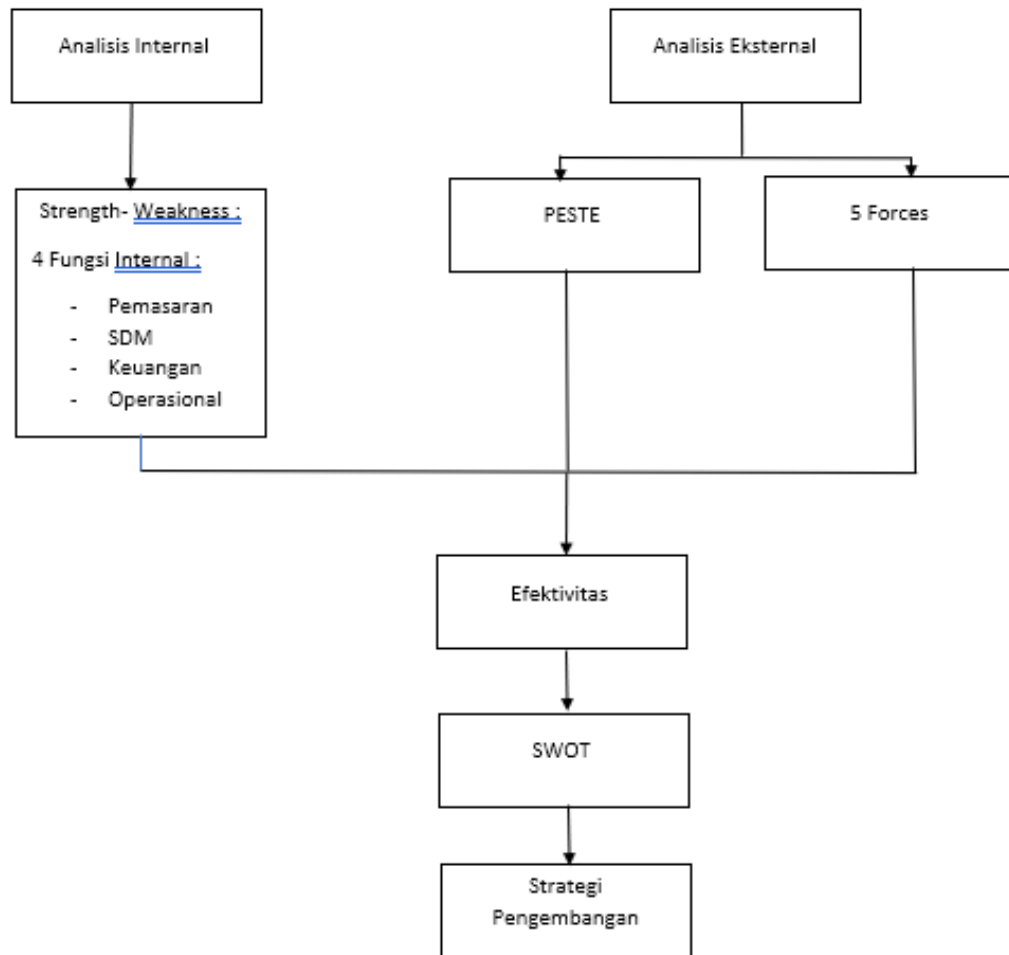 Analisis Internal
Analisis Eksternal
Strength- Weakness :
4 Fungsi Internal :
- Pemasaran
- SDM
- Keuangan
- Operasional
PESTE
5 Forces
Efektivitas
SWOT
Strategi
Pengembangan